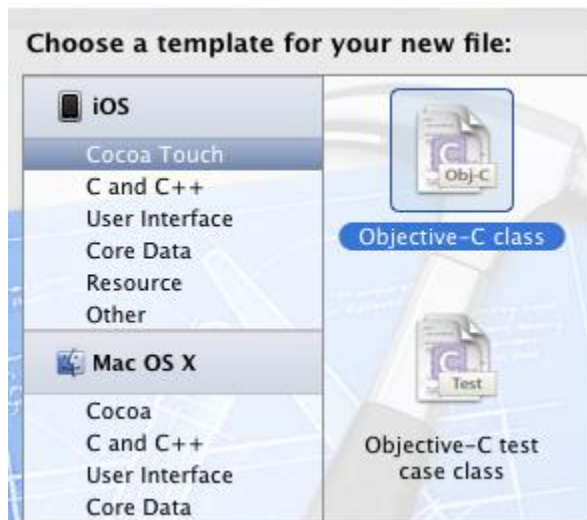 Choose a template for your new file:
iOS
Cocoa Touch
C and C++
User Interface
Core Data
Resource
Other
Mac OS X
Cocoa
C and C++
User Interface
Core Data
C
Obj-C
Objective-C class
C
Test
Objective-C test
case class